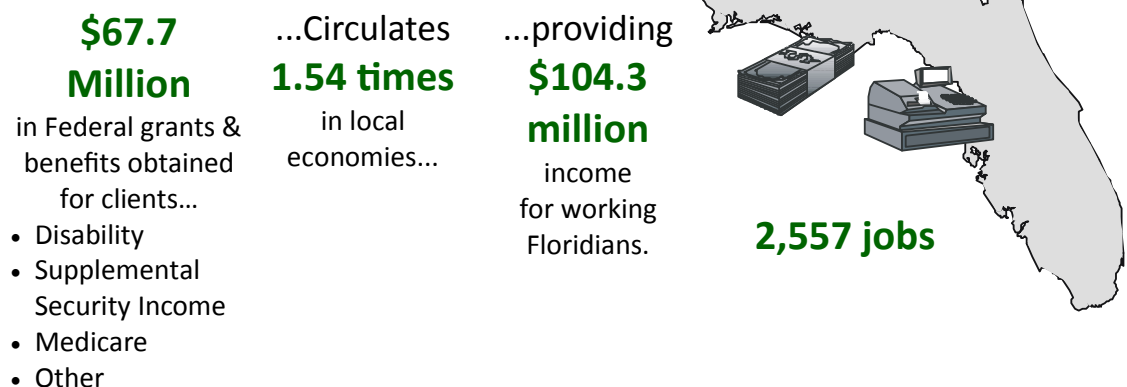 $67.7
Million
in Federal grants &
benefits obtained
for clients...
• Disability
• Supplemental
Security Income
• Medicare
• Other
...Circulates
1.54 times
in local
economies...
...providing
$104.3
million
income
for working
Floridians.
2,557 jobs